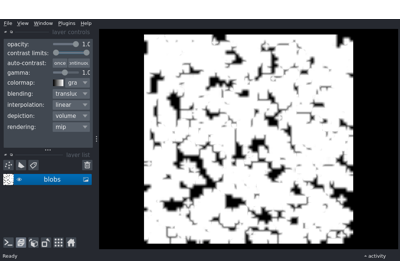 File View Window Plugins Help
layer controls
opacity: 1.0
contrast limits:
auto-contrast: once
gamma: 1.0
colormap: gra
blending: transluc
interpolation: linear
depiction: volume
rendering: mip
layer list
blobs
Ready activity